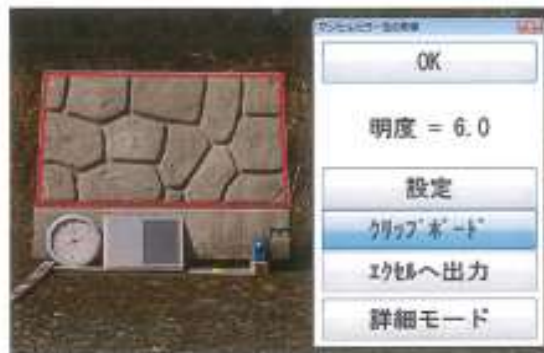 OK
明度 = 6.0
設定
クリップボード
エクセルへ出力
詳細モード